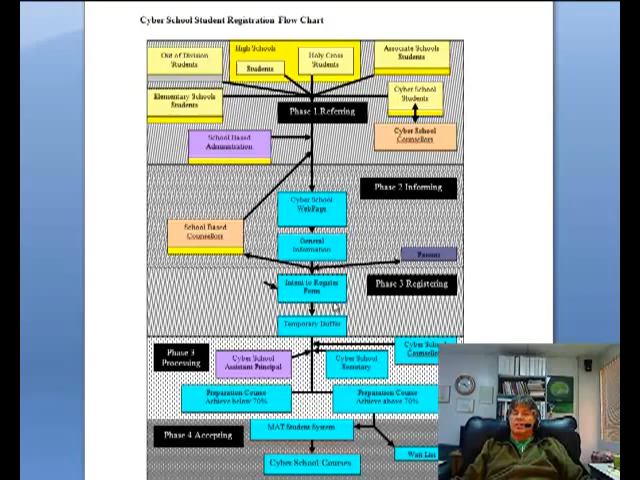 Cyber School Student Registration Flow Chart
Out of Division
Students
High Schools
Students
Holy Cross
Students
Associate Schools
Students
Elementary Schools
Students
Cyber School
Students
Phase 1 Referring
Cyber School
Counsellors
School Based
Administration
Phase 2 Informing
Cyber School
WebPage
School Based
Counsellors
General
Information
Parents
Intent to Register
Form
Phase 3 Registering
Temporary Buffer
Phase 3
Processing
Cyber School
Assistant Principal
Cyber School
Secretary
Cyber
Preparation Course
Achieve below 70%
Preparation Course
Achieve above 70%
Phase 4 Accepting
MAT Student System
Wait List
Cyber School Courses